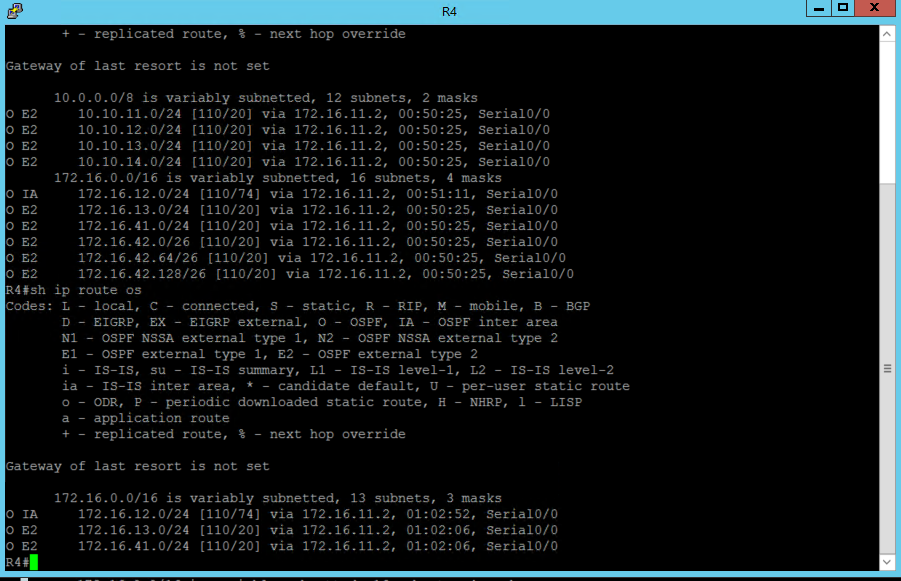 R4
+ - replicated route, % - next hop override
Gateway of last resort is not set
10.0.0.0/8 is variably subnetted, 12 subnets, 2 masks
O E2 10.10.11.0/24 [110/20] via 172.16.11.2, 00:50:25, Serial0/0
O E2 10.10.12.0/24 [110/20] via 172.16.11.2, 00:50:25, Serial0/0
O E2 10.10.13.0/24 [110/20] via 172.16.11.2, 00:50:25, Serial0/0
O E2 10.10.14.0/24 [110/20] via 172.16.11.2, 00:50:25, Serial0/0
172.16.0.0/16 is variably subnetted, 16 subnets, 4 masks
O IA 172.16.12.0/24 [110/74] via 172.16.11.2, 00:51:11, Serial0/0
O E2 172.16.13.0/24 [110/20] via 172.16.11.2, 00:50:25, Serial0/0
O E2 172.16.41.0/24 [110/20] via 172.16.11.2, 00:50:25, Serial0/0
O E2 172.16.42.0/26 [110/20] via 172.16.11.2, 00:50:25, Serial0/0
O E2 172.16.42.64/26 [110/20] via 172.16.11.2, 00:50:25, Serial0/0
O E2 172.16.42.128/26 [110/20] via 172.16.11.2, 00:50:25, Serial0/0
R4#sh ip route os
Codes: L - local, C - connected, S - static, R - RIP, M - mobile, B - BGP
D - EIGRP, EX - EIGRP external, O - OSPF, IA - OSPF inter area
N1 - OSPF NSSA external type 1, N2 - OSPF NSSA external type 2
E1 - OSPF external type 1, E2 - OSPF external type 2
i - IS-IS, su - IS-IS summary, L1 - IS-IS level-1, L2 - IS-IS level-2
ia - IS-IS inter area, * - candidate default, U - per-user static route
o - ODR, P - periodic downloaded static route, H - NHRP, l - LISP
a - application route
+ - replicated route, % - next hop override
Gateway of last resort is not set
172.16.0.0/16 is variably subnetted, 13 subnets, 3 masks
O IA 172.16.12.0/24 [110/74] via 172.16.11.2, 01:02:52, Serial0/0
O E2 172.16.13.0/24 [110/20] via 172.16.11.2, 01:02:06, Serial0/0
O E2 172.16.41.0/24 [110/20] via 172.16.11.2, 01:02:06, Serial0/0
R4#